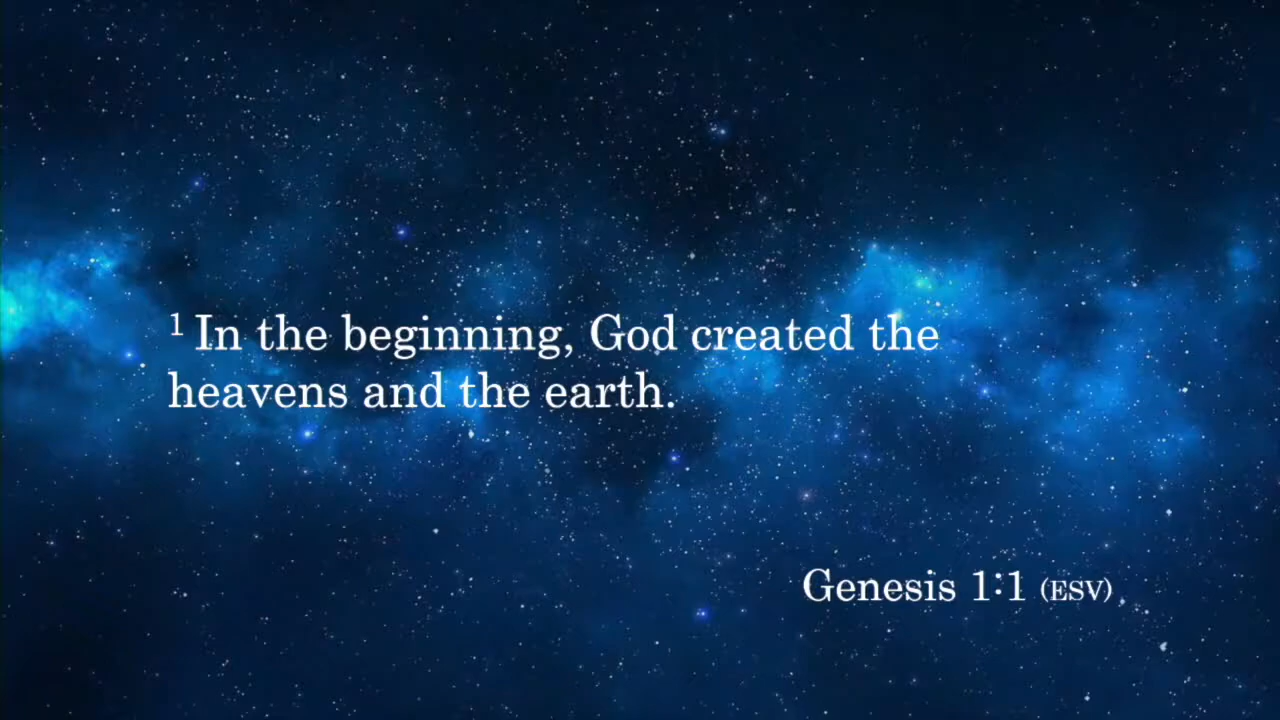 ¹ In the beginning, God created the
heavens and the earth.
Genesis 1:1 (ESV)